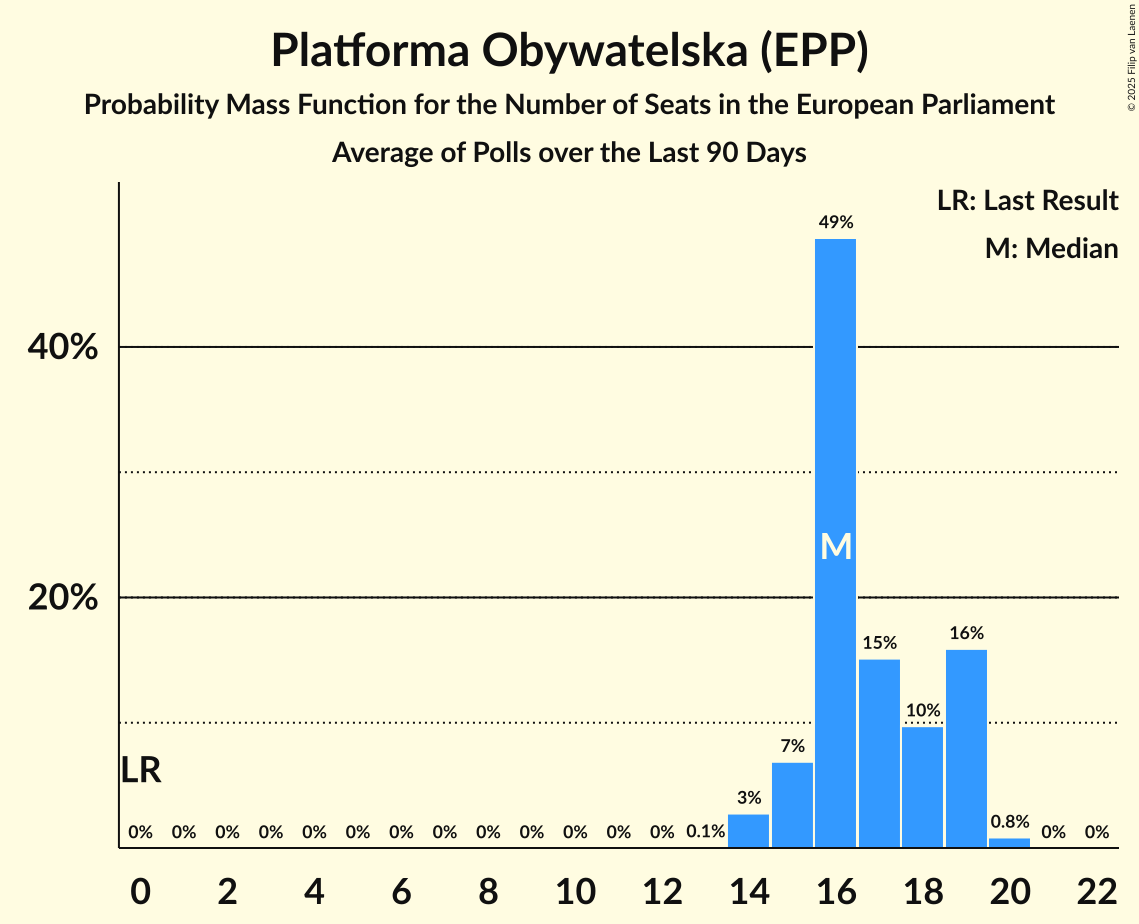 Platforma Obywatelska (EPP)
Probability Mass Function for the Number of Seats in the European Parliament
Average of Polls over the Last 90 Days
© 2025 Filip van Laenen
LR: Last Result
M: Median
49%
40%
M
20%
16%
15%
10%
7%
LR
3%
0% 0% 0% 0% 0% 0% 0% 0% 0% 0% 0% 0% 0% 0.1% 0.8% 0% 0%
0 2 4 6 8 10 12 14 16 18 20 22